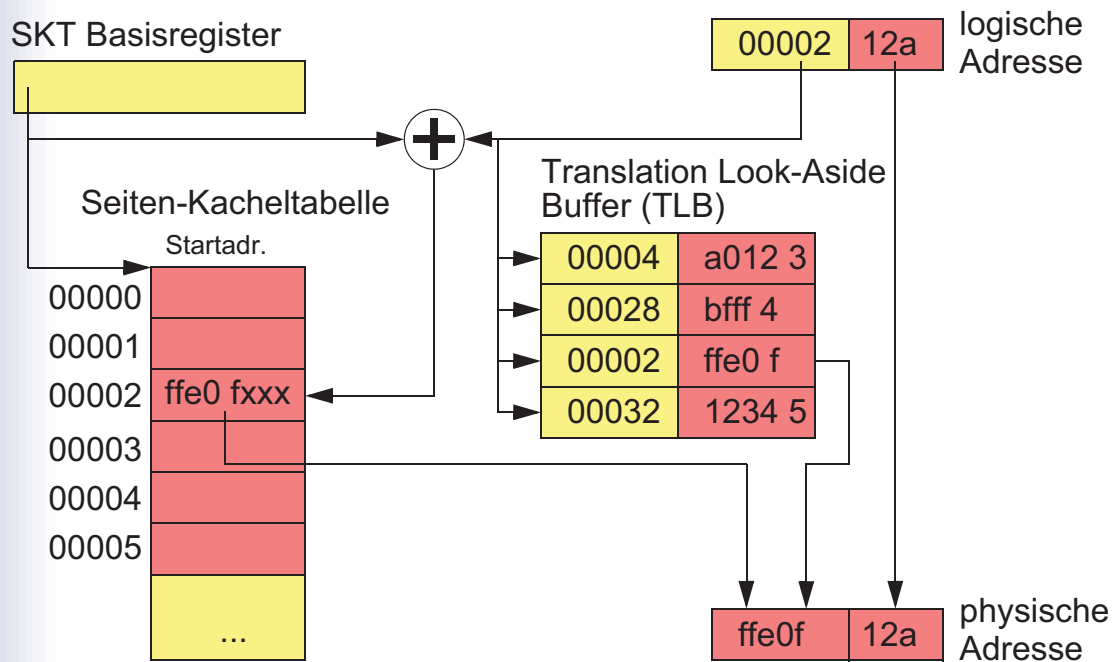 SKT Basisregister
00002 12a
logische
Adresse
Translation Look-Aside
Buffer (TLB)
Seiten-Kacheltabelle
Startadr.
00004 a012 3
00028 bfff 4
00002 ffe0 f
00032 1234 5
00000
00001
00002 ffe0 fxxx
00003
00004
00005
...
ffe0f 12a
physische
Adresse